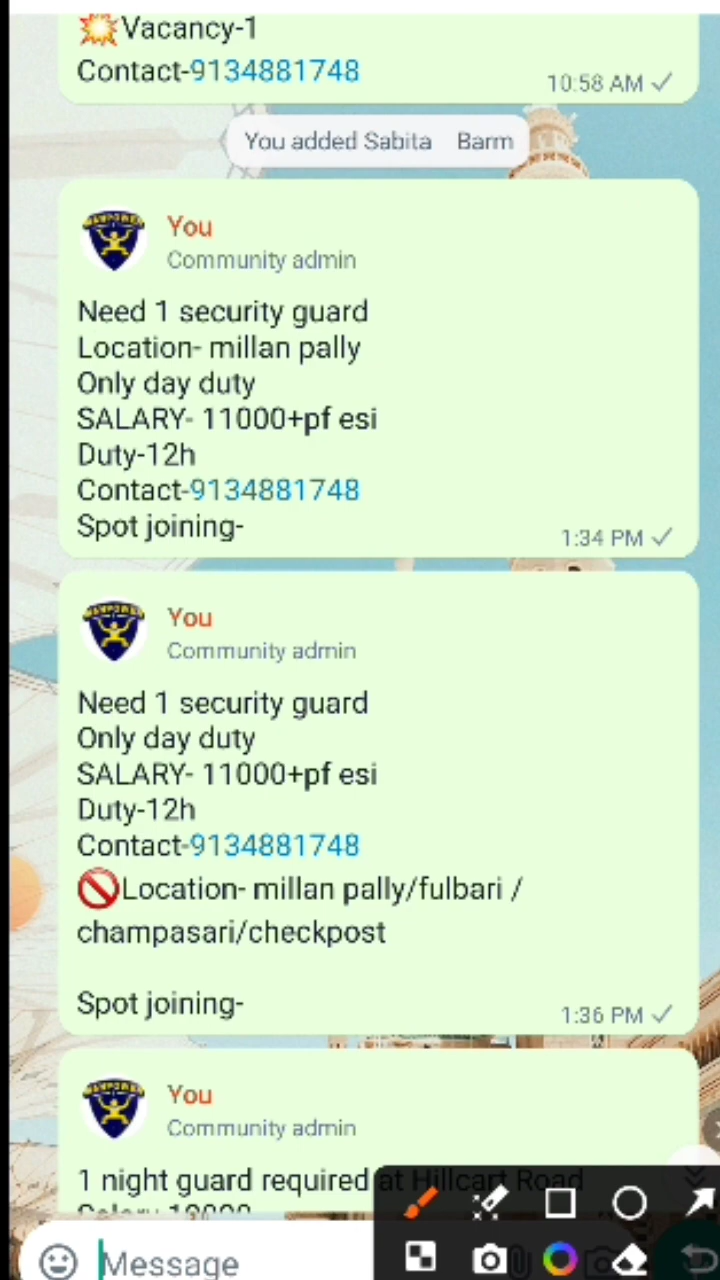 💥Vacancy-1
Contact-9134881748
10:58 AM
You added Sabita Barm
MANPOWER
You
Community admin
Need 1 security guard
Location- millan pally
Only day duty
SALARY- 11000+pf esi
Duty-12h
Contact-9134881748
Spot joining-
1:34 PM
MANPOWER
You
Community admin
Need 1 security guard
Only day duty
SALARY- 11000+pf esi
Duty-12h
Contact-9134881748
🚫Location- millan pally/fulbari /
champasari/checkpost
Spot joining-
1:36 PM
MANPOWER
You
Community admin
1 night guard required at Hillcart Road
Message